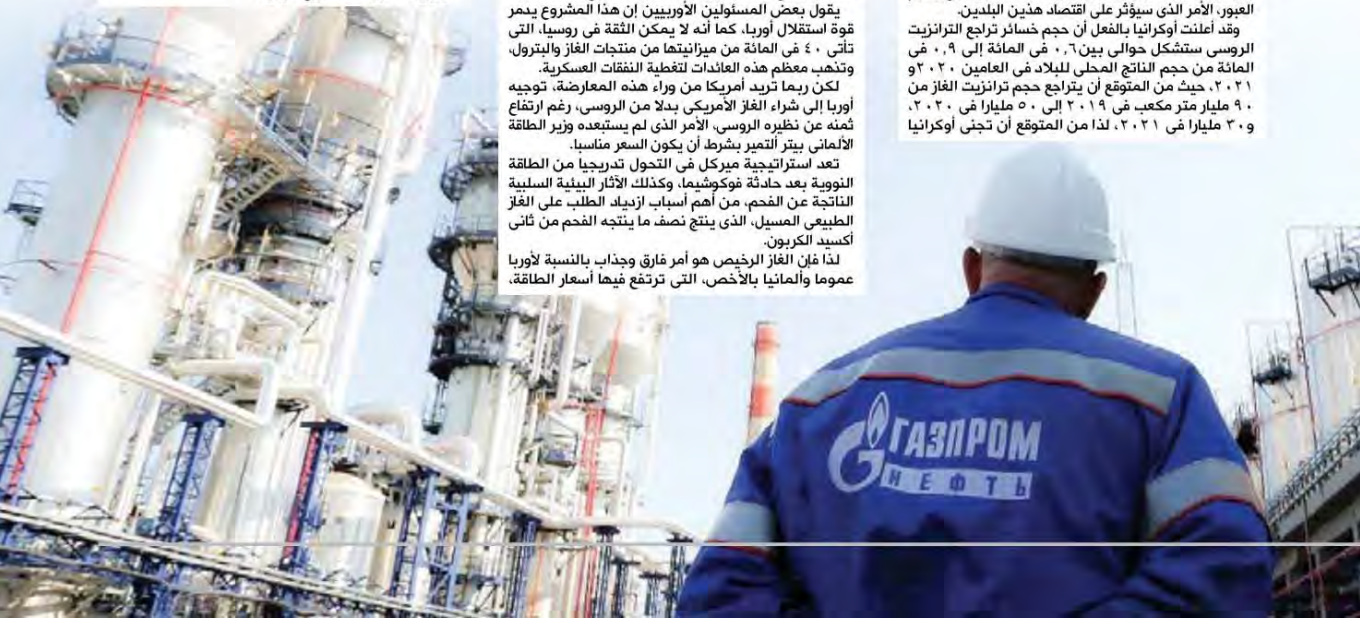 العبور، الأمر الذى سيؤثر على اقتصاد هذين البلدين.
وقد أعلنت أوكرانيا بالفعل أن حجم خسائر تراجع الترانزيت
الروسى ستشكل حوالى بين ٠,٦ فى المائة إلى ٠,٩ فى
المائة من حجم الناتج المحلى للبلاد فى العامين ٢٠٢٠ و
٢٠٢١، حيث من المتوقع أن يتراجع حجم ترانزيت الغاز من
٩٠ مليار متر مكعب فى ٢٠١٩ إلى ٥٠ مليارا فى ٢٠٢٠،
و٣٠ مليارا فى ٢٠٢١، لذا من المتوقع أن تجنى أوكرانيا
يقول بعض المسئولين الأوربيين إن هذا المشروع يدمر
قوة استقلال أوربا، كما أنه لا يمكن الثقة فى روسيا، التى
تأتى ٤٠ فى المائة من ميزانيتها من منتجات الغاز والبترول،
وتذهب معظم هذه العائدات لتغطية النفقات العسكرية.
لكن ربما تريد أمريكا من وراء هذه المعارضة، توجيه
أوربا إلى شراء الغاز الأمريكى بدلا من الروسى، رغم ارتفاع
ثمنه عن نظيره الروسى، الأمر الذى لم يستبعده وزير الطاقة
الألمانى بيتر ألتمير بشرط أن يكون السعر مناسبا.
تعد استراتيجية ميركل فى التحول تدريجيا من الطاقة
النووية بعد حادثة فوكوشيما، وكذلك الآثار البيئية السلبية
الناتجة عن الفحم، من أهم أسباب ازدياد الطلب على الغاز
الطبيعى المسيل، الذى ينتج نصف ما ينتجه الفحم من ثانى
أكسيد الكربون.
لذا فإن الغاز الرخيص هو أمر فارق وجذاب بالنسبة لأوربا
عموما وألمانيا بالأخص، التى ترتفع فيها أسعار الطاقة،
ГАЗПРОМ
НЕФТЬ